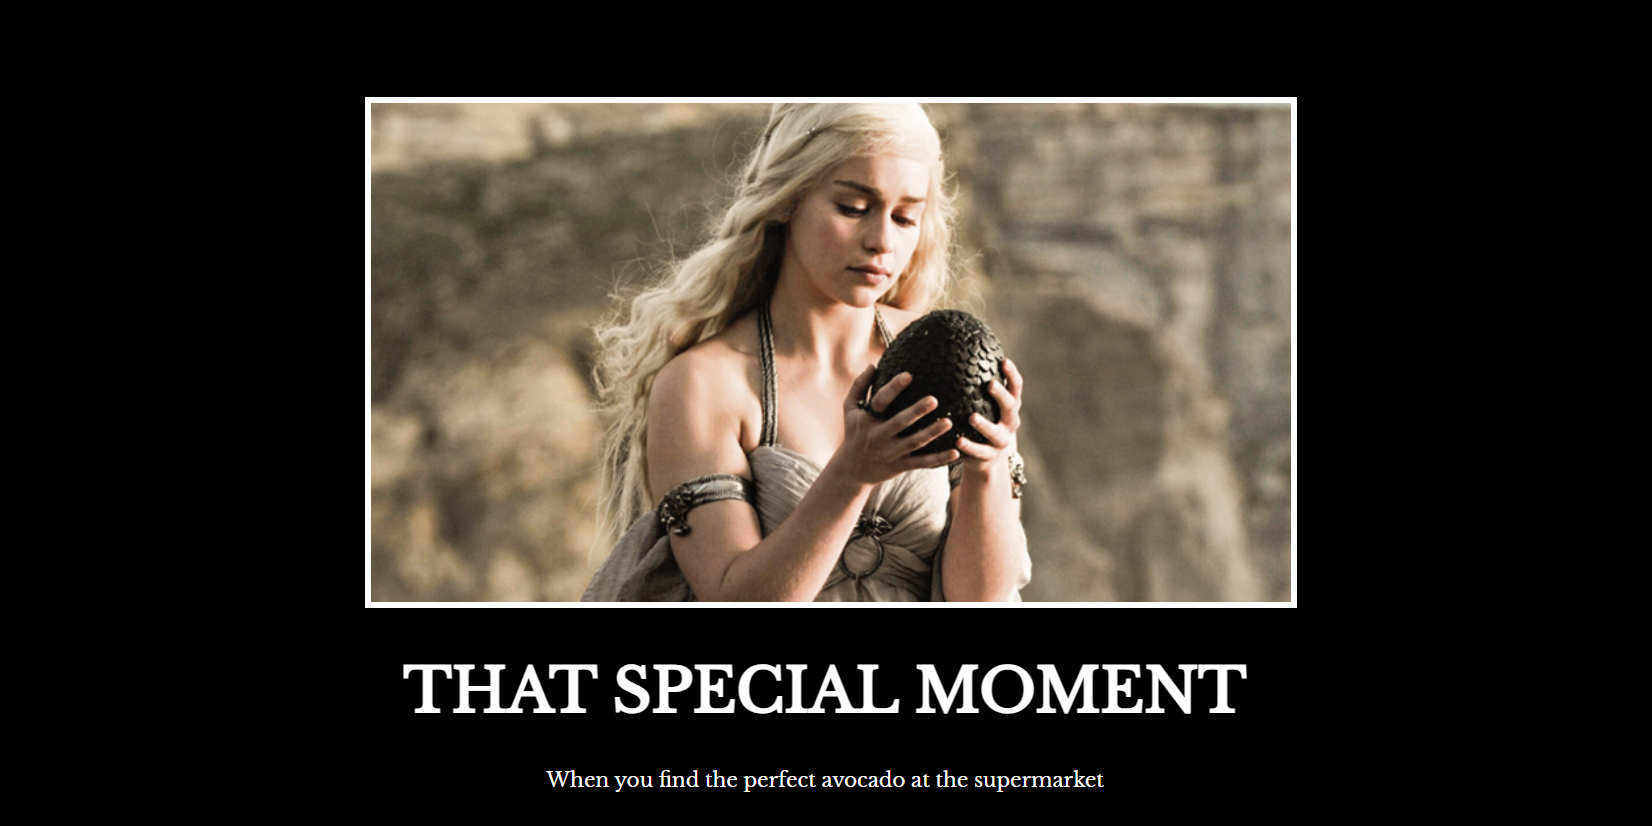 THAT SPECIAL MOMENT
When you find the perfect avocado at the supermarket